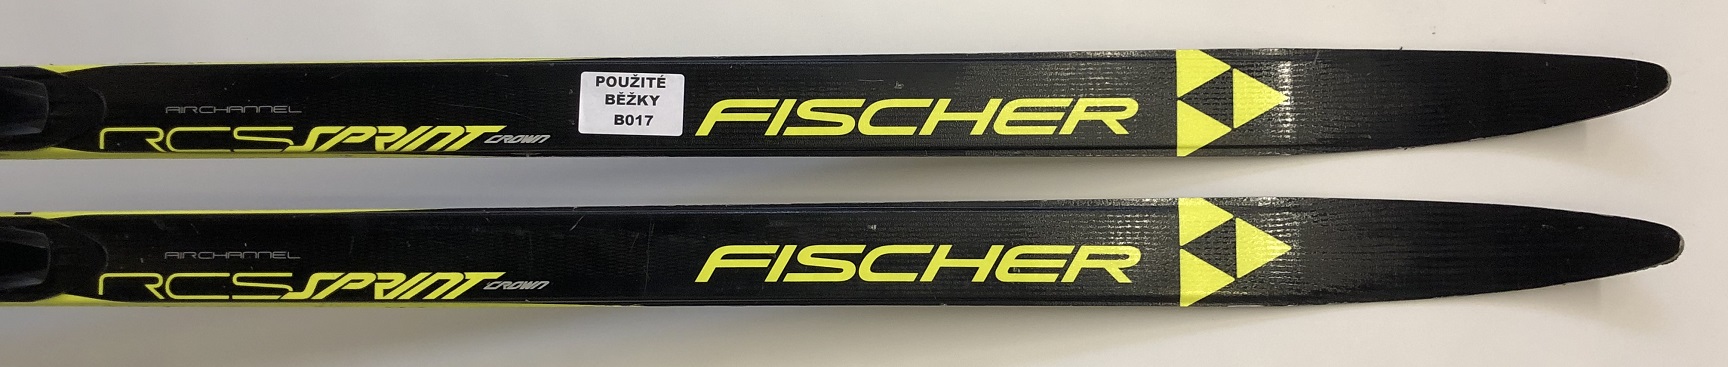 AIRCHANNEL
RCS SPRINT CROWN
POUŽITÉ
BĚŽKY
B017
FISCHER
AIRCHANNEL
RCS SPRINT CROWN
FISCHER